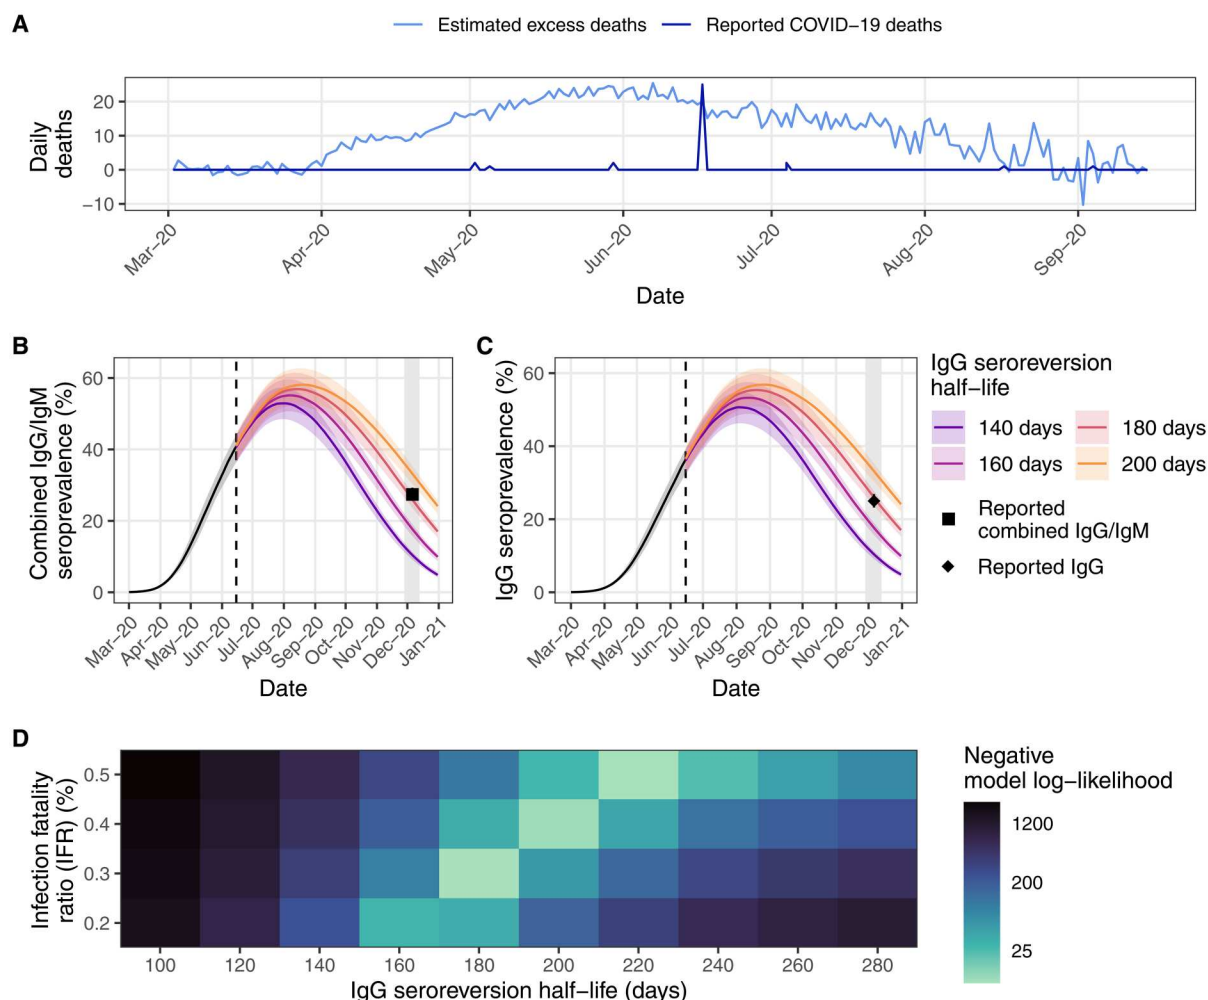 A
Estimated excess deaths
Reported COVID−19 deaths
Daily
deaths
20
10
0
−10
Mar−20
Apr−20
May−20
Jun−20
Jul−20
Aug−20
Sep−20
Date
B
Combined IgG/IgM
seroprevalence (%)
60
40
20
0
Mar−20
Apr−20
May−20
Jun−20
Jul−20
Aug−20
Sep−20
Oct−20
Nov−20
Dec−20
Jan−21
Date
C
IgG seroprevalence (%)
60
40
20
0
Mar−20
Apr−20
May−20
Jun−20
Jul−20
Aug−20
Sep−20
Oct−20
Nov−20
Dec−20
Jan−21
Date
IgG seroreversion
half−life
140 days
180 days
160 days
200 days
Reported
combined IgG/IgM
Reported IgG
D
Infection fatality
ratio (IFR) (%)
0.5
0.4
0.3
0.2
100
120
140
160
180
200
220
240
260
280
IgG seroreversion half−life (days)
Negative
model log−likelihood
1200
200
25